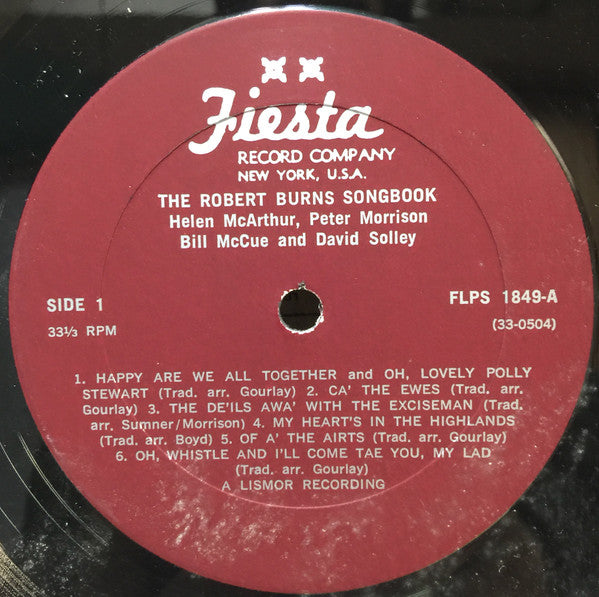 Fiesta
RECORD COMPANY
NEW YORK, U.S.A.
THE ROBERT BURNS SONGBOOK
Helen McArthur, Peter Morrison
Bill McCue and David Solley
SIDE 1
33⅓ RPM
FLPS 1849-A
(33-0504)
1. HAPPY ARE WE ALL TOGETHER and OH, LOVELY POLLY
STEWART (Trad. arr. Gourlay) 2. CA' THE EWES (Trad. arr.
Gourlay) 3. THE DE'ILS AWA' WITH THE EXCISEMAN (Trad.
arr. Sumner/Morrison) 4. MY HEART'S IN THE HIGHLANDS
(Trad. arr. Boyd) 5. OF A' THE AIRTS (Trad. arr. Gourlay)
6. OH, WHISTLE AND I'LL COME TAE YOU, MY LAD
(Trad. arr. Gourlay)
A LISMOR RECORDING